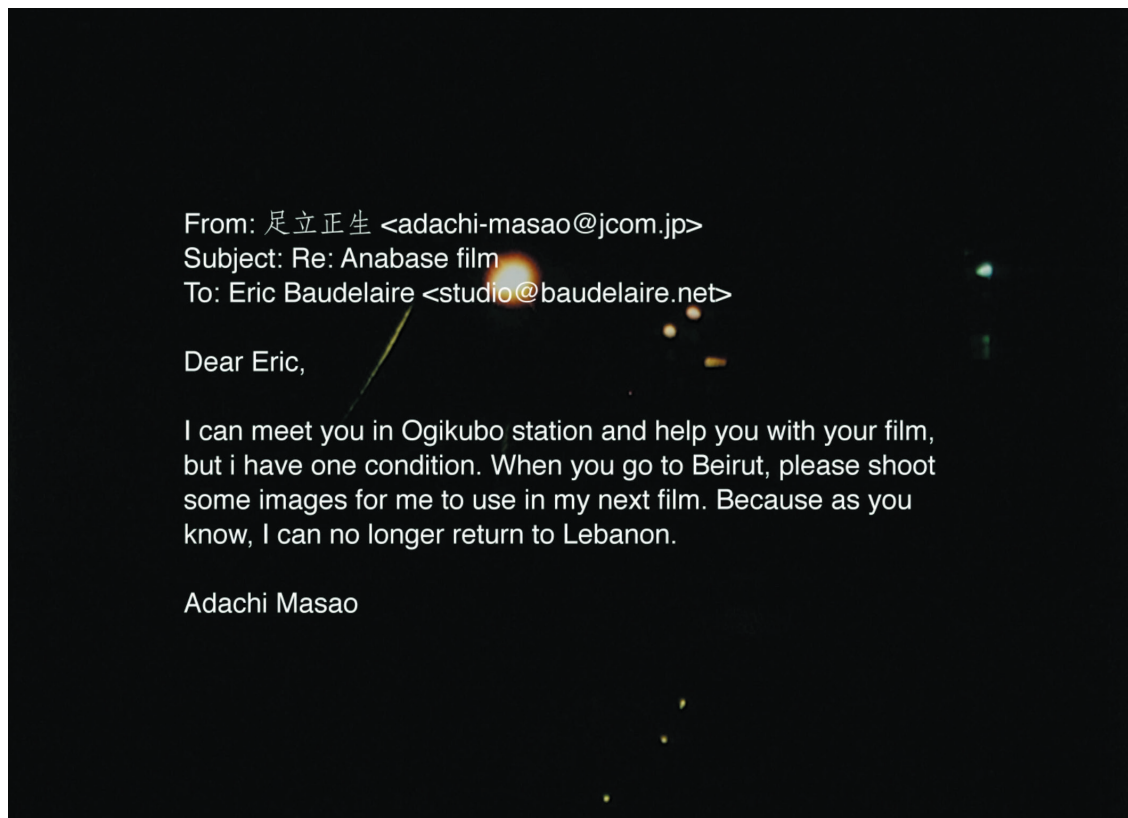 From: 足立正生 <adachi-masao@jcom.jp>
Subject: Re: Anabase film
To: Eric Baudelaire <studio@baudelaire.net>
Dear Eric,
I can meet you in Ogikubo station and help you with your film,
but i have one condition. When you go to Beirut, please shoot
some images for me to use in my next film. Because as you
know, I can no longer return to Lebanon.
Adachi Masao